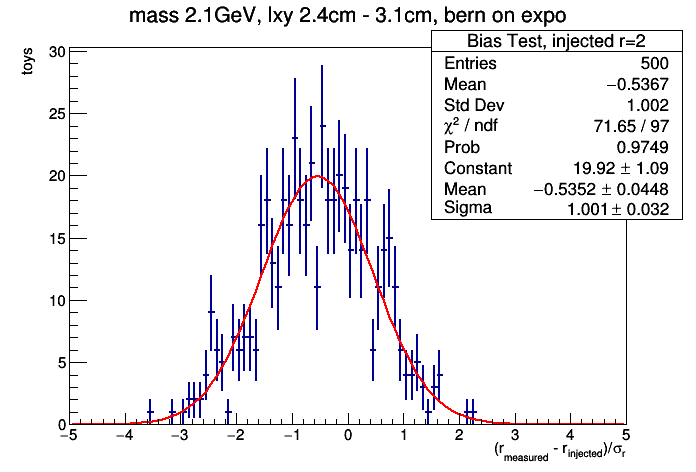 mass 2.1GeV, lxy 2.4cm - 3.1cm, bern on expo
toys
30
25
20
15
10
5
0
−5 −4 −3 −2 −1 0 1 2 3 4 5
(r_measured - r_injected)/σ_r
Bias Test, injected r=2
Entries 500
Mean −0.5367
Std Dev 1.002
χ² / ndf 71.65 / 97
Prob 0.9749
Constant 19.92 ± 1.09
Mean −0.5352 ± 0.0448
Sigma 1.001 ± 0.032